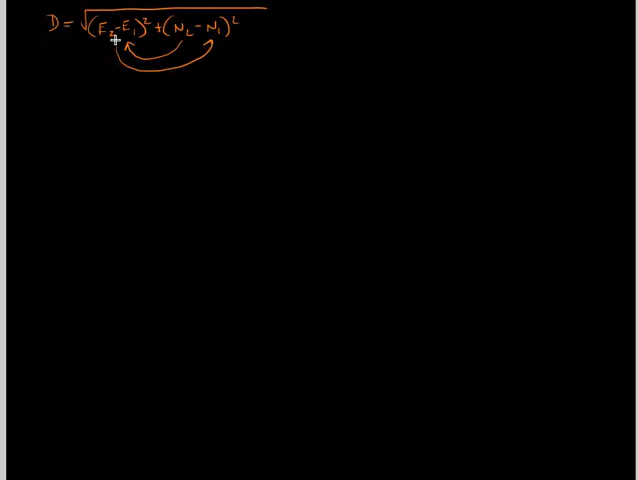 D = √(E₂-E₁)² + (N₂-N₁)²